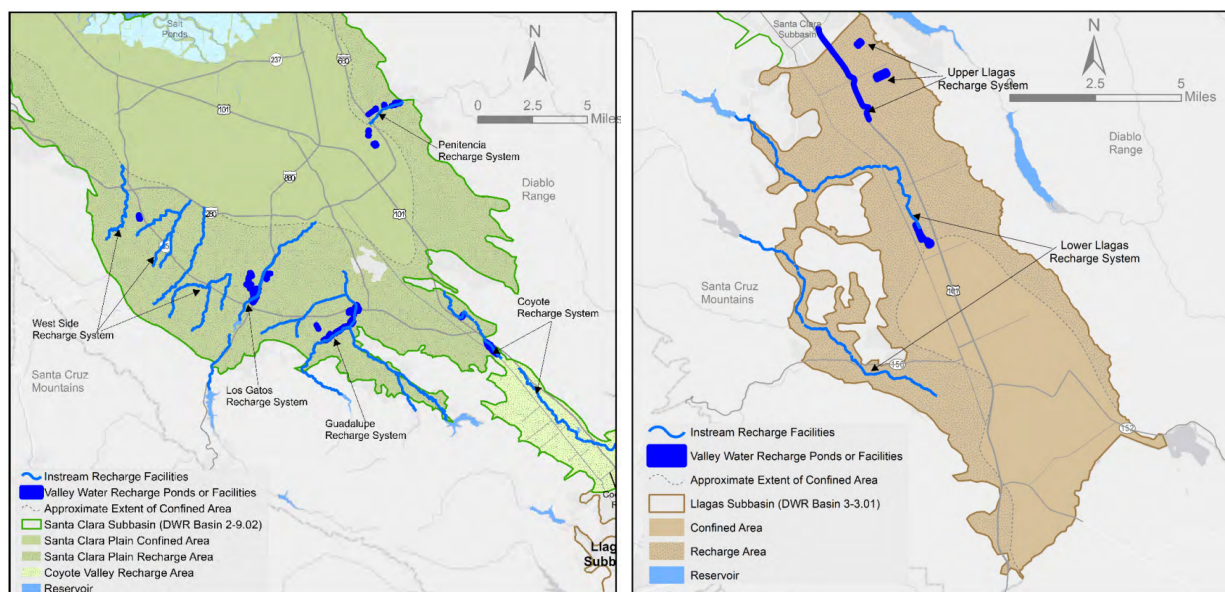 Salt
Ponds
237
680
N
101
0 2.5 5
Miles
Penitencia
Recharge System
880
Diablo
Range
280
101
85
West Side
Recharge System
Coyote
Recharge System
Santa Cruz
Mountains
Los Gatos
Recharge System
Guadalupe
Recharge System
Instream Recharge Facilities
Valley Water Recharge Ponds or Facilities
Approximate Extent of Confined Area
Santa Clara Subbasin (DWR Basin 2-9.02)
Santa Clara Plain Confined Area
Santa Clara Plain Recharge Area
Coyote Valley Recharge Area
Reservoir
Llag
Subb
Santa Clara
Subbasin
N
Upper Llagas
Recharge System
0 2.5 5
Miles
Diablo
Range
Lower Llagas
Recharge System
Santa Cruz
Mountains
101
156
152
Instream Recharge Facilities
Valley Water Recharge Ponds or Facilities
Approximate Extent of Confined Area
Llagas Subbasin (DWR Basin 3-3.01)
Confined Area
Recharge Area
Reservoir